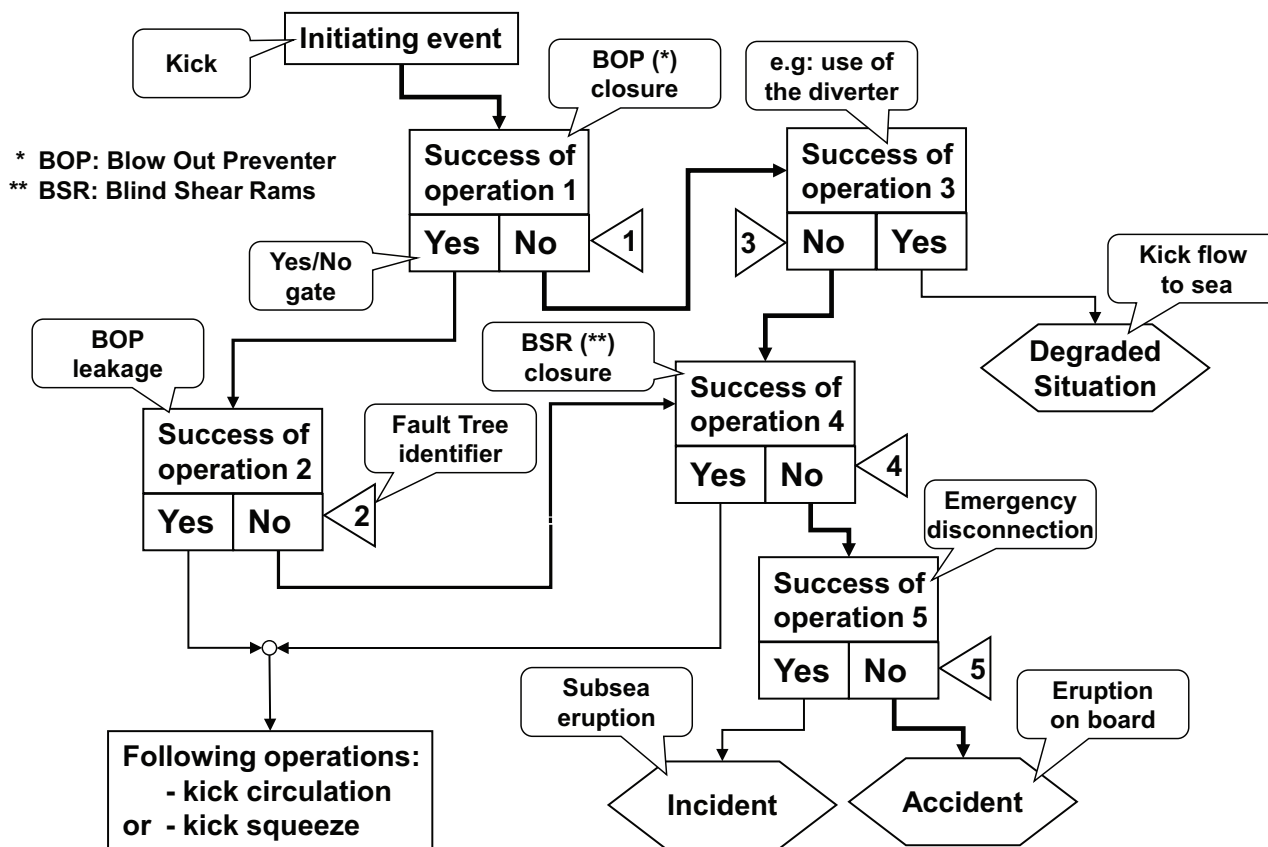 Initiating event
Kick
BOP (*)
closure
e.g: use of
the diverter
* BOP: Blow Out Preventer
** BSR: Blind Shear Rams
Success of
operation 1
Yes No
1
Success of
operation 3
3
No Yes
Yes/No
gate
Kick flow
to sea
Degraded
Situation
BOP
leakage
BSR (**)
closure
Success of
operation 4
Yes No
4
Success of
operation 2
Yes No
2
Fault Tree
identifier
Emergency
disconnection
Success of
operation 5
Yes No
5
Subsea
eruption
Eruption
on board
Following operations:
- kick circulation
or - kick squeeze
Incident
Accident